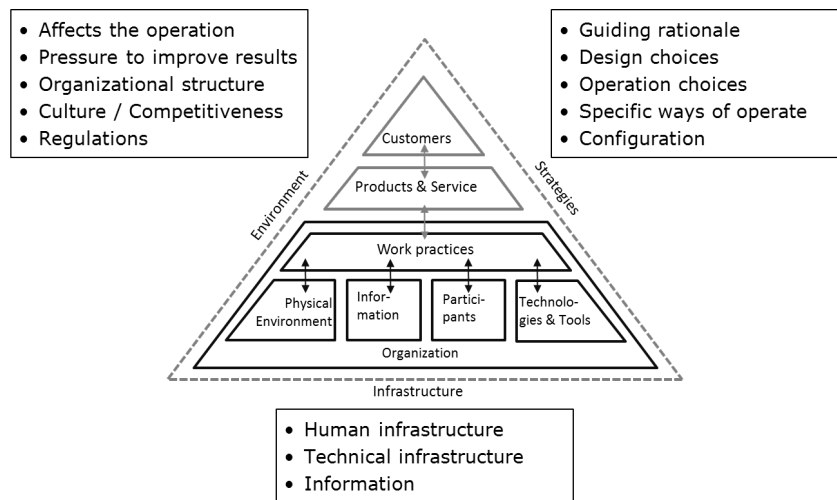 • Affects the operation
• Pressure to improve results
• Organizational structure
• Culture / Competitiveness
• Regulations
• Guiding rationale
• Design choices
• Operation choices
• Specific ways of operate
• Configuration
Environment
Strategies
Customers
Products & Service
Work practices
Physical
Environment
Infor-
mation
Partici-
pants
Technolo-
gies & Tools
Organization
Infrastructure
• Human infrastructure
• Technical infrastructure
• Information